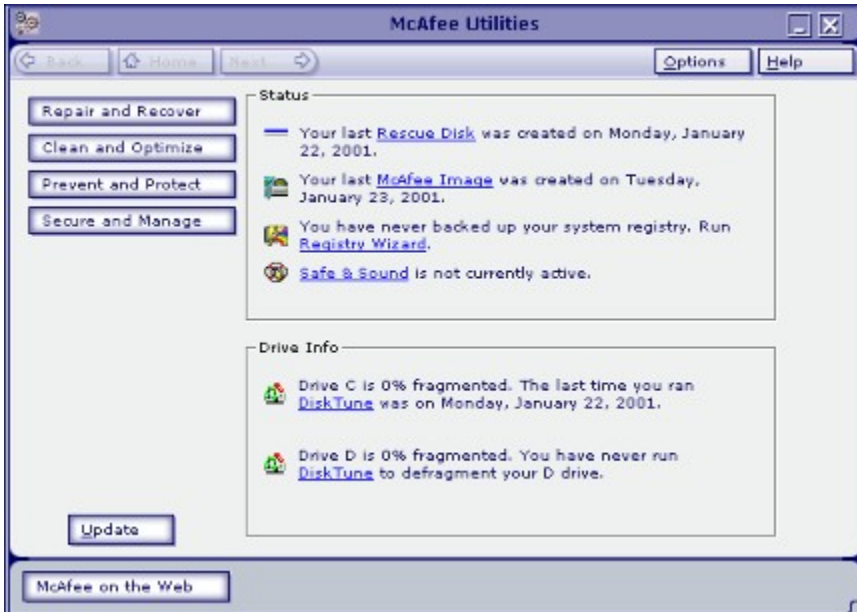 McAfee Utilities
Back
Home
Next
Options
Help
Repair and Recover
Clean and Optimize
Prevent and Protect
Secure and Manage
Status
Your last Rescue Disk was created on Monday, January
22, 2001.
Your last McAfee Image was created on Tuesday,
January 23, 2001.
You have never backed up your system registry. Run
Registry Wizard.
Safe & Sound is not currently active.
Drive Info
Drive C is 0% fragmented. The last time you ran
DiskTune was on Monday, January 22, 2001.
Drive D is 0% fragmented. You have never run
DiskTune to defragment your D drive.
Update
McAfee on the Web